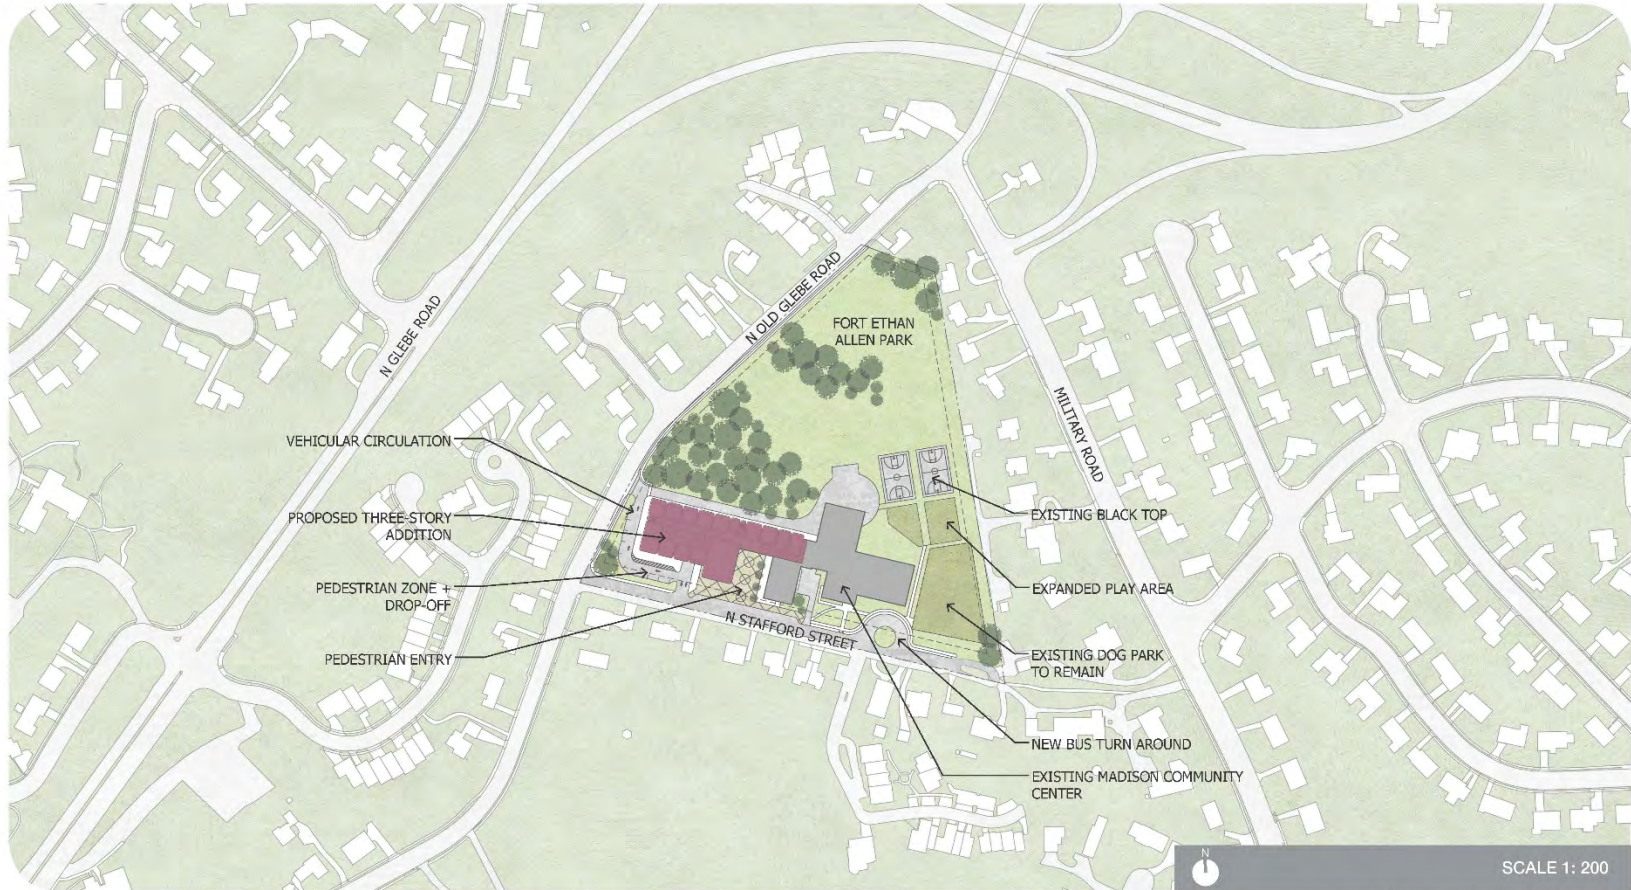 N OLD GLEBE ROAD
N GLEBE ROAD
FORT ETHAN
ALLEN PARK
MILITARY ROAD
VEHICULAR CIRCULATION
PROPOSED THREE-STORY
ADDITION
PEDESTRIAN ZONE +
DROP-OFF
PEDESTRIAN ENTRY
N STAFFORD STREET
EXISTING BLACK TOP
EXPANDED PLAY AREA
EXISTING DOG PARK
TO REMAIN
NEW BUS TURN AROUND
EXISTING MADISON COMMUNITY
CENTER
N
SCALE 1: 200